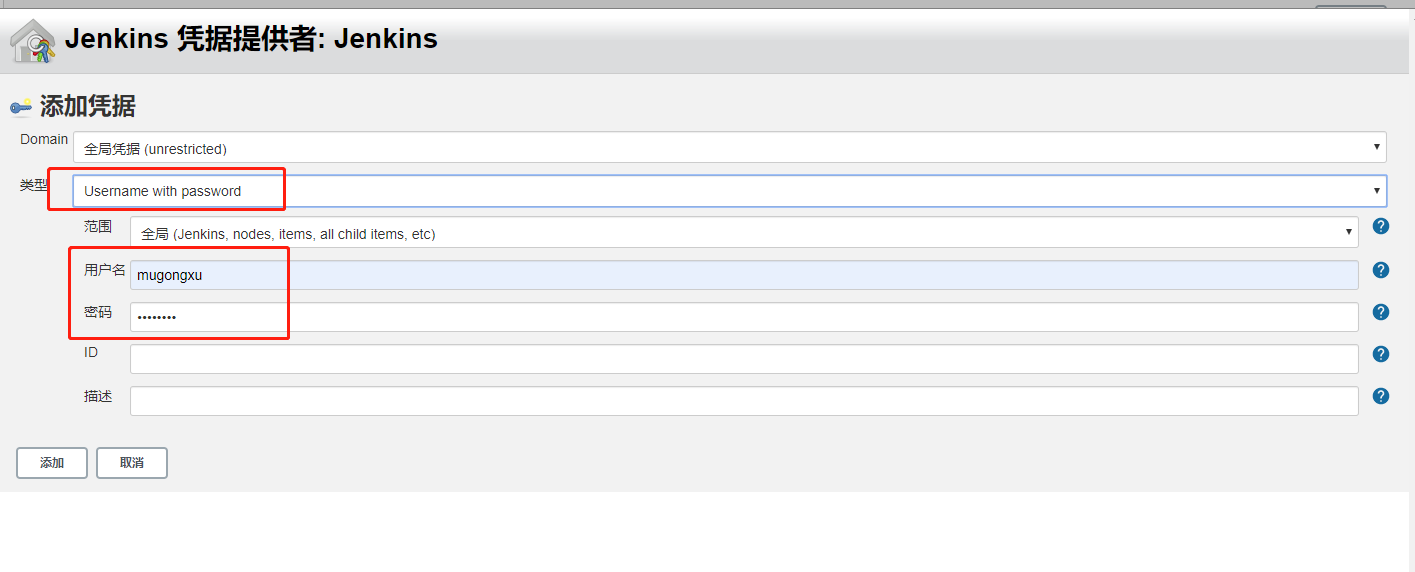 Jenkins 凭据提供者: Jenkins
添加凭据
Domain 全局凭据 (unrestricted)
类型 Username with password
范围 全局 (Jenkins, nodes, items, all child items, etc)
用户名 mugongxu
密码 ••••••••
ID
描述
添加 取消